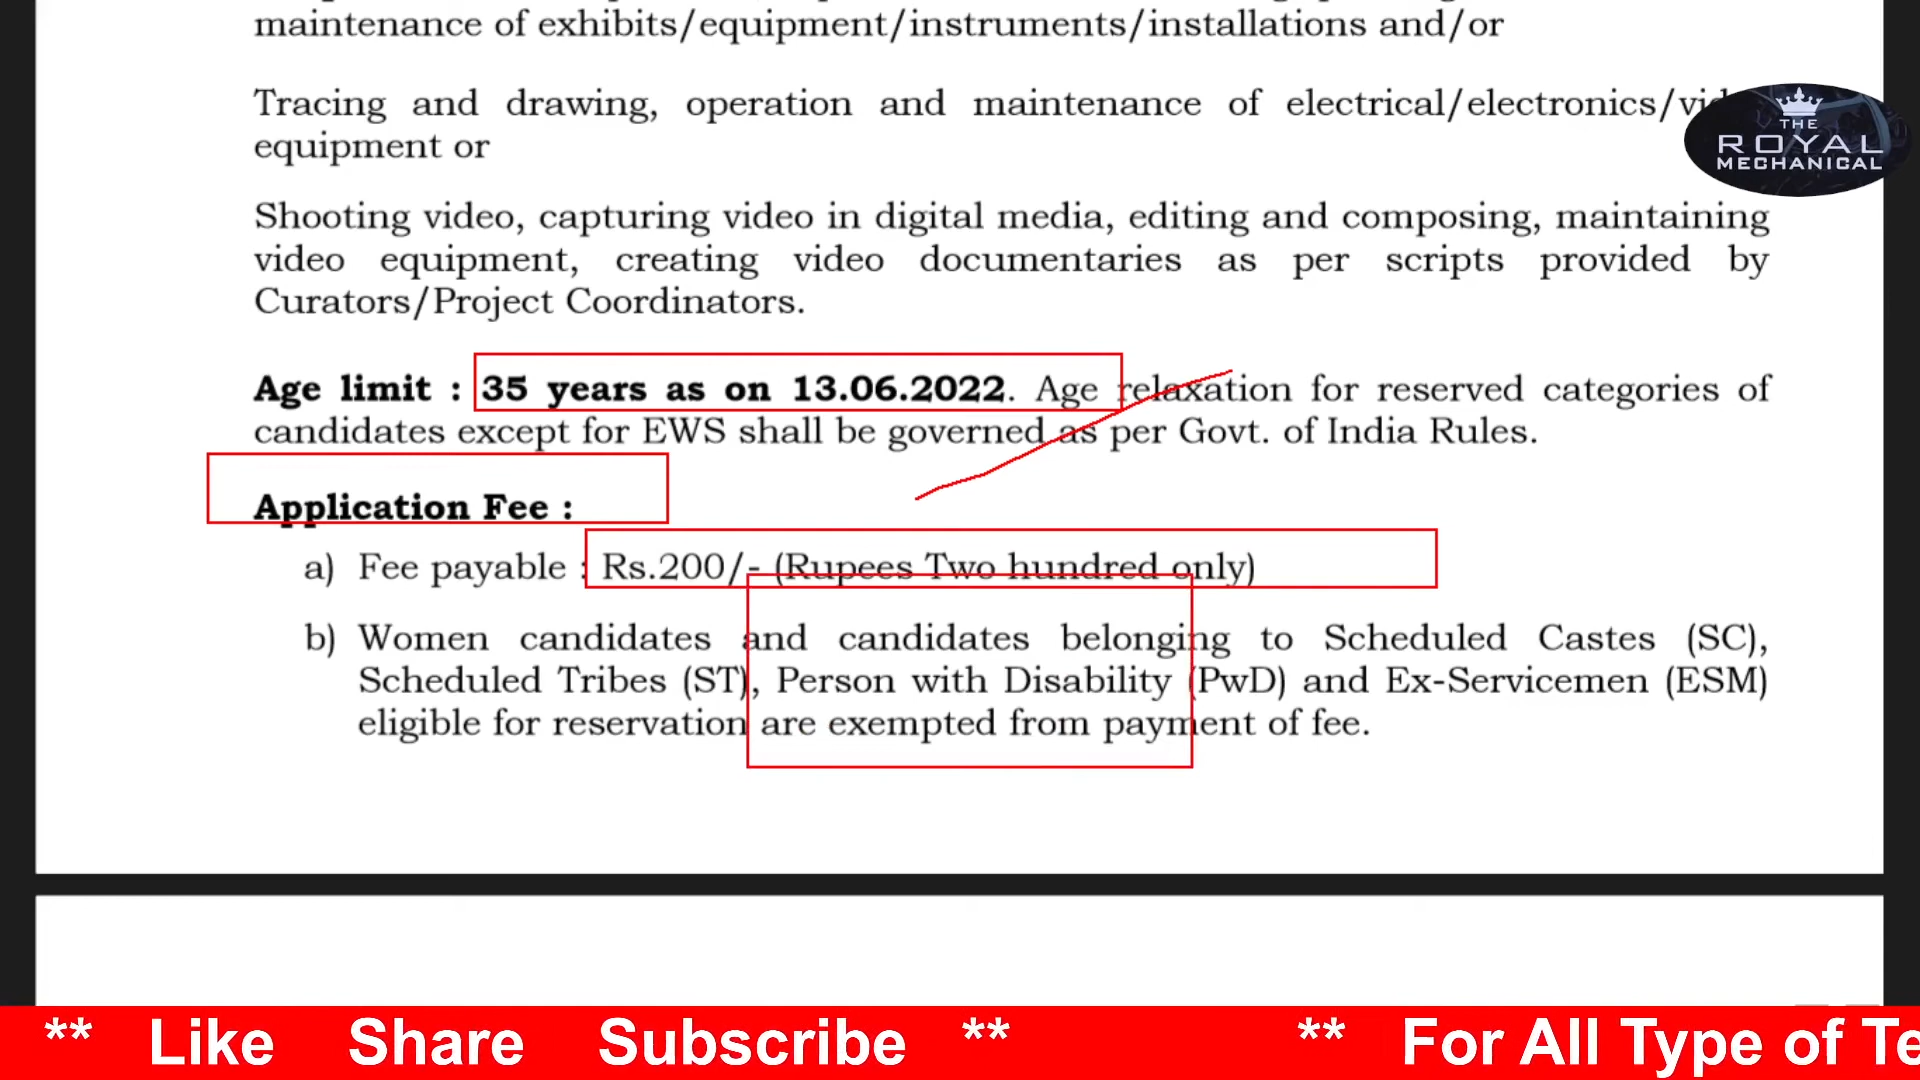 maintenance of exhibits/equipment/instruments/installations and/or
Tracing and drawing, operation and maintenance of electrical/electronics/video
equipment or
Shooting video, capturing video in digital media, editing and composing, maintaining
video equipment, creating video documentaries as per scripts provided by
Curators/Project Coordinators.
Age limit : 35 years as on 13.06.2022. Age relaxation for reserved categories of
candidates except for EWS shall be governed as per Govt. of India Rules.
Application Fee :
a) Fee payable : Rs.200/- (Rupees Two hundred only)
b) Women candidates and candidates belonging to Scheduled Castes (SC),
Scheduled Tribes (ST), Person with Disability (PwD) and Ex-Servicemen (ESM)
eligible for reservation are exempted from payment of fee.
THE
ROYAL
MECHANICAL
** Like Share Subscribe ** ** For All Type of Te